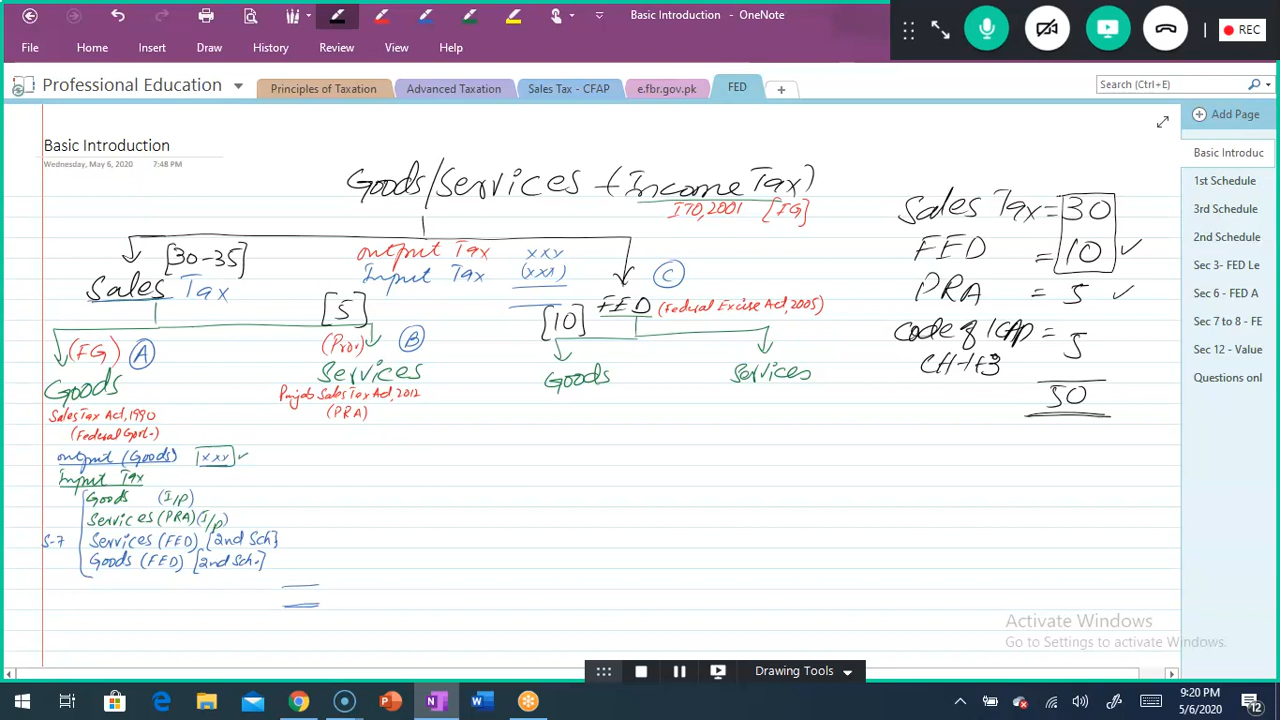 Basic Introduction - OneNote
REC
File Home Insert Draw History Review View Help
Professional Education
Principles of Taxation
Advanced Taxation
Sales Tax - CFAP
e.fbr.gov.pk
FED
Search (Ctrl+E)
Add Page
Basic Introduc
1st Schedule
3rd Schedule
2nd Schedule
Sec 3- FED Le
Sec 6 - FED A
Sec 7 to 8 - FE
Sec 12 - Value
Questions onl
Basic Introduction
Wednesday, May 6, 2020 7:48 PM
Goods/Services + (Income Tax)
ITO, 2001 [FG]
[30-35]
Sales Tax
output Tax xxx
Input Tax (xxx)
[5]
[10]
C
FED (Federal Excise Act, 2005)
(FG) A
Goods
Sales Tax Act, 1990
(Federal Govt.)
(Prov) B
Services
Punjab Sales Tax Act, 2012
(PRA)
Goods
Services
output (Goods) xxx
Input Tax
Goods (I/P)
Services (PRA) (I/P)
S-7
Services (FED) [2nd Sch]
Goods (FED) [2nd Sch.]
Sales Tax = 30
FED = 10
PRA = 5
code of ICAP = 5
CH-1+3
50
Activate Windows
Go to Settings to activate Windows.
Drawing Tools
9:20 PM
5/6/2020
12